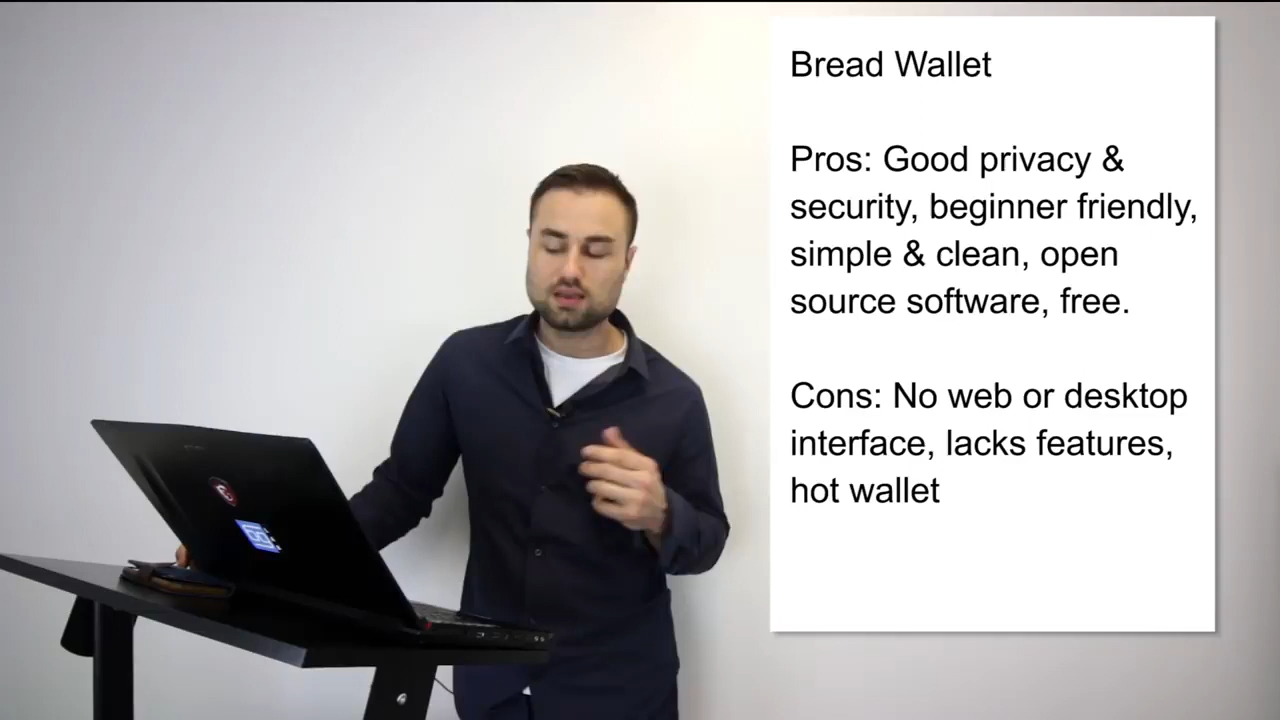 Bread Wallet
Pros: Good privacy &
security, beginner friendly,
simple & clean, open
source software, free.
Cons: No web or desktop
interface, lacks features,
hot wallet